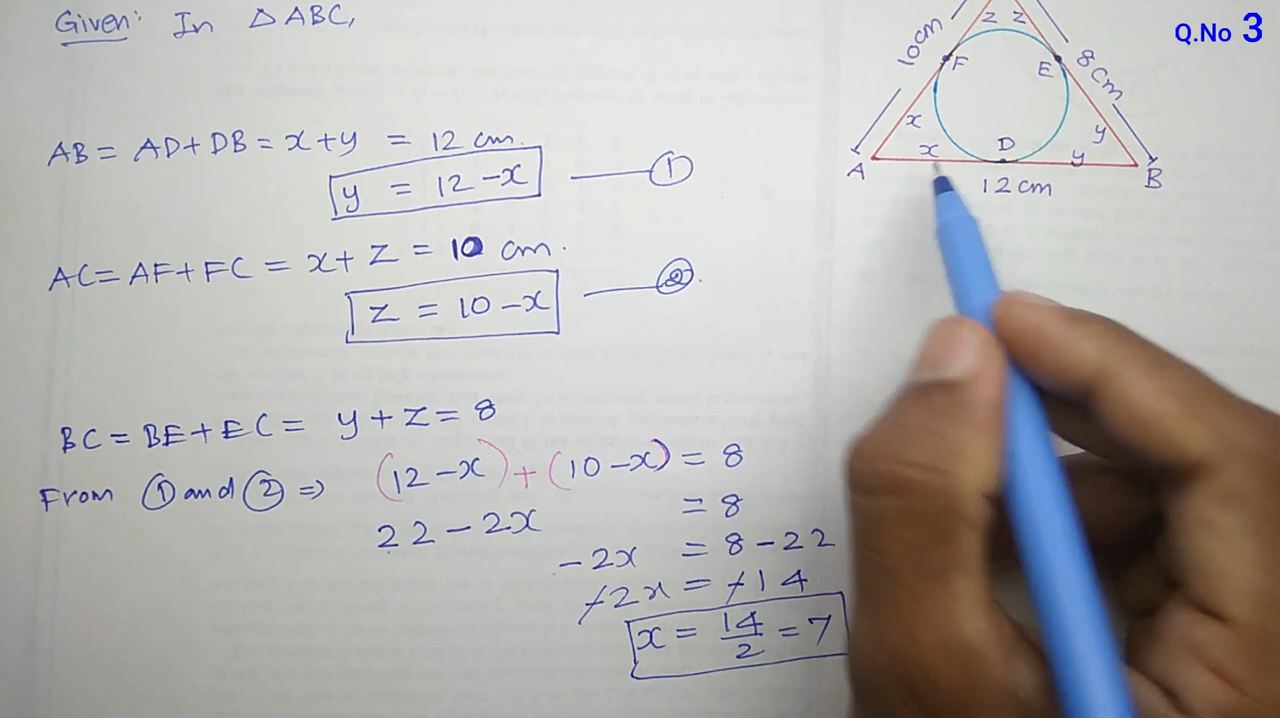 Given: In △ABC,
Q.No 3
AB = AD + DB = x + y = 12 cm.
y = 12 - x ——— ①
AC = AF + FC = x + z = 10 cm.
z = 10 - x ——— ②
BC = BE + EC = y + z = 8
From ① and ② ⇒ (12 - x) + (10 - x) = 8
22 - 2x = 8
-2x = 8 - 22
-2x = -14
x = 14/2 = 7
z z
10cm
8cm
F
E
x
y
x
D
y
A
B
12cm